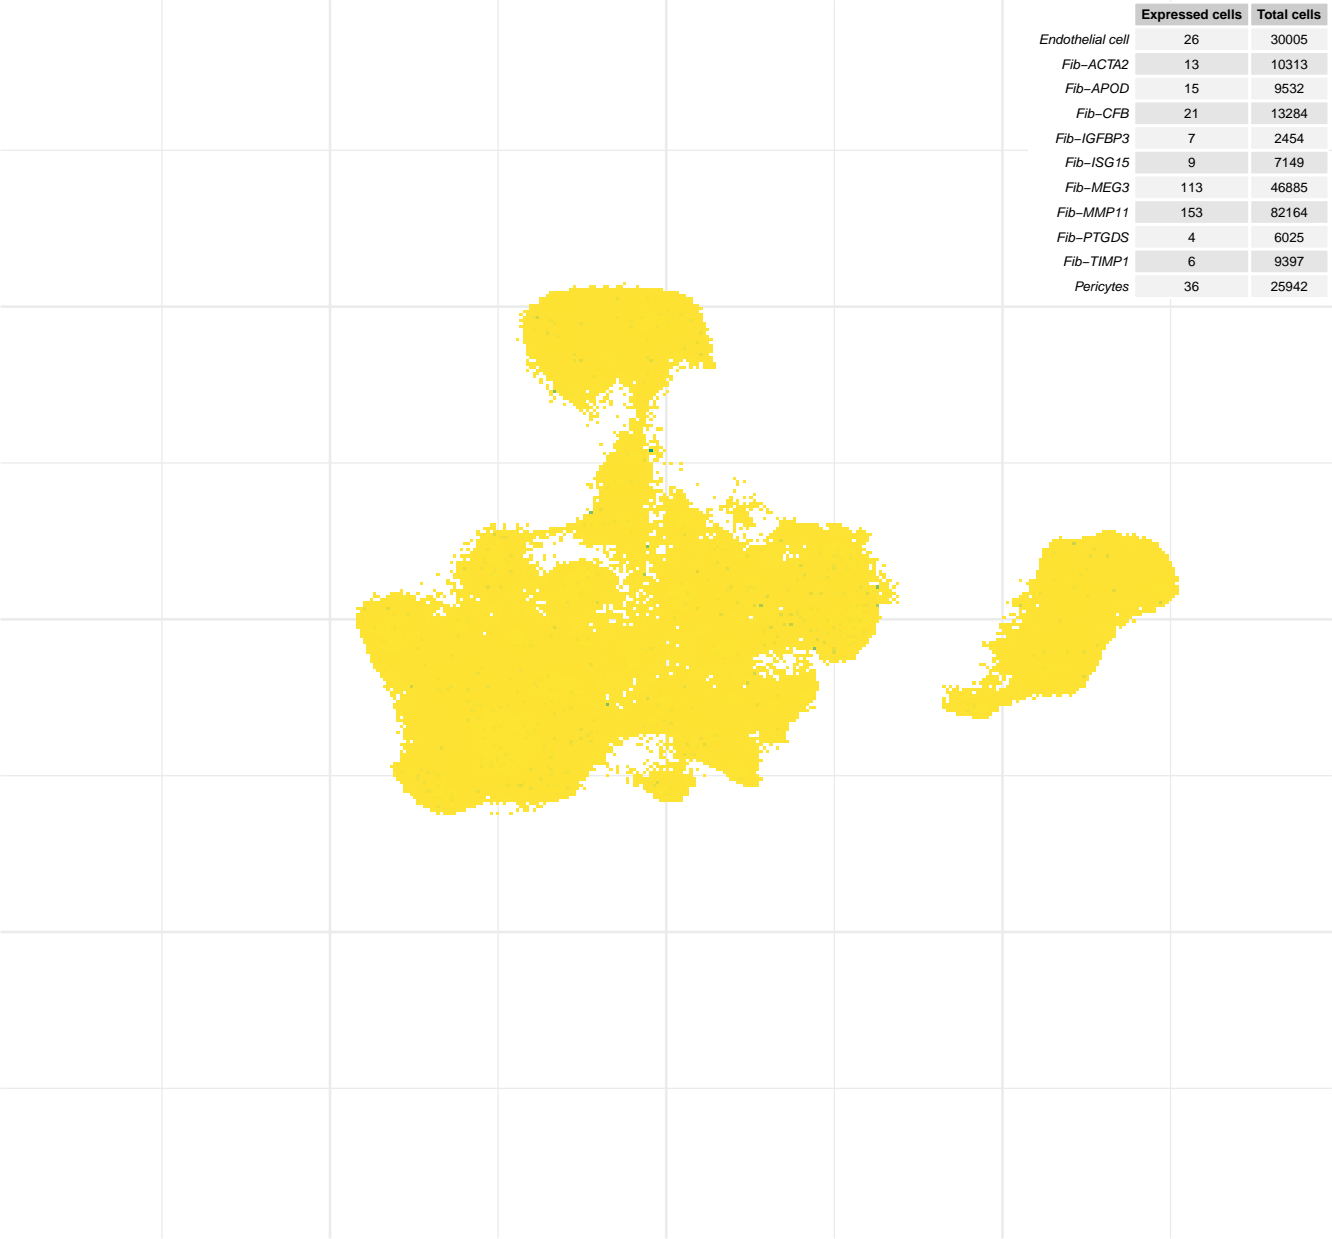 Expressed cells Total cells
Endothelial cell 26 30005
Fib−ACTA2 13 10313
Fib−APOD 15 9532
Fib−CFB 21 13284
Fib−IGFBP3 7 2454
Fib−ISG15 9 7149
Fib−MEG3 113 46885
Fib−MMP11 153 82164
Fib−PTGDS 4 6025
Fib−TIMP1 6 9397
Pericytes 36 25942